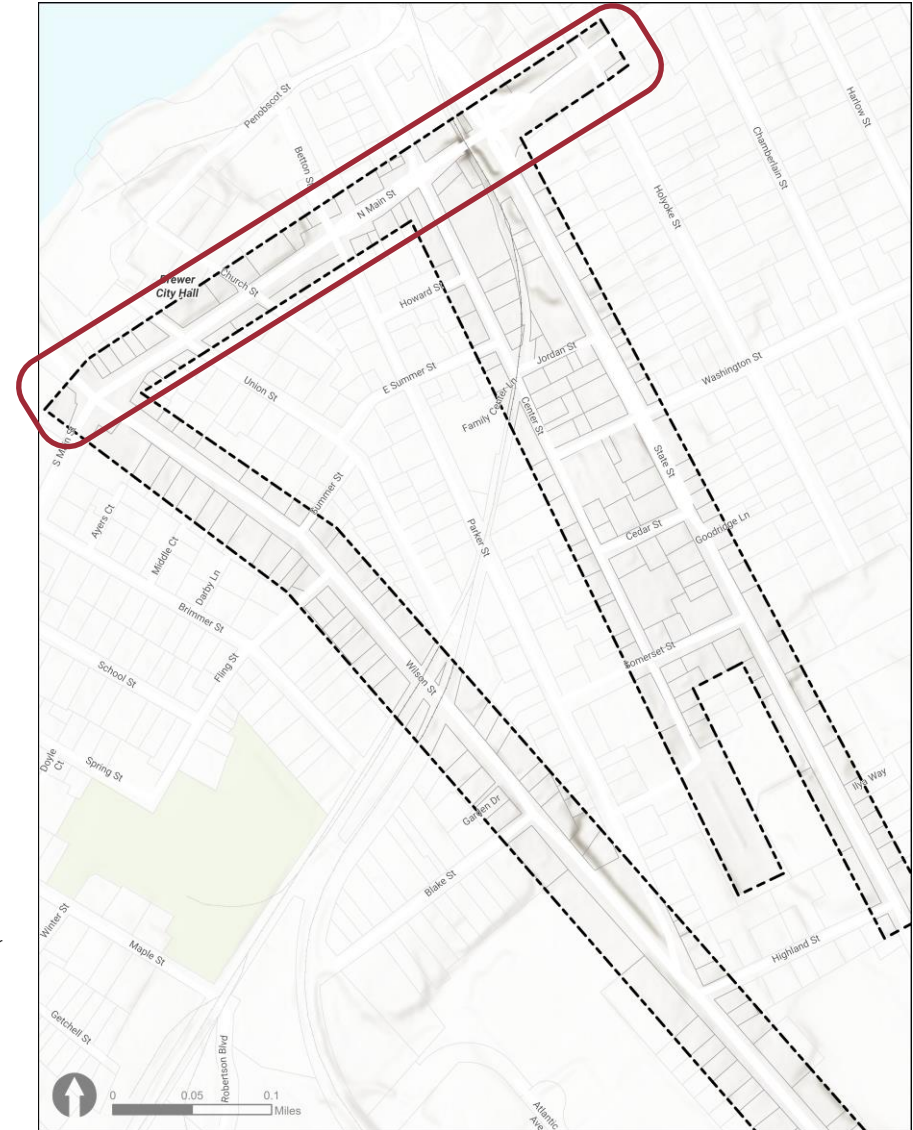 Penobscot St
Harlow St
Chamberlain St
Betton St
Holyoke St
N Main St
Brewer
City Hall
Church St
Howard St
Jordan St
Washington St
E Summer St
Union St
Family Center Ln
Center St
S Main St
State St
Summer St
Ayers Ct
Parker St
Cedar St
Goodridge Ln
Middle Ct
Darby Ln
Brimmer St
Somerset St
Fling St
School St
Wilson St
Doyle
Ct
Spring St
Ilya Way
Garden Dr
Blake St
Winter St
Maple St
Highland St
Getchell St
Robertson Blvd
Atlantic
Ave
0
0.05
0.1
Miles